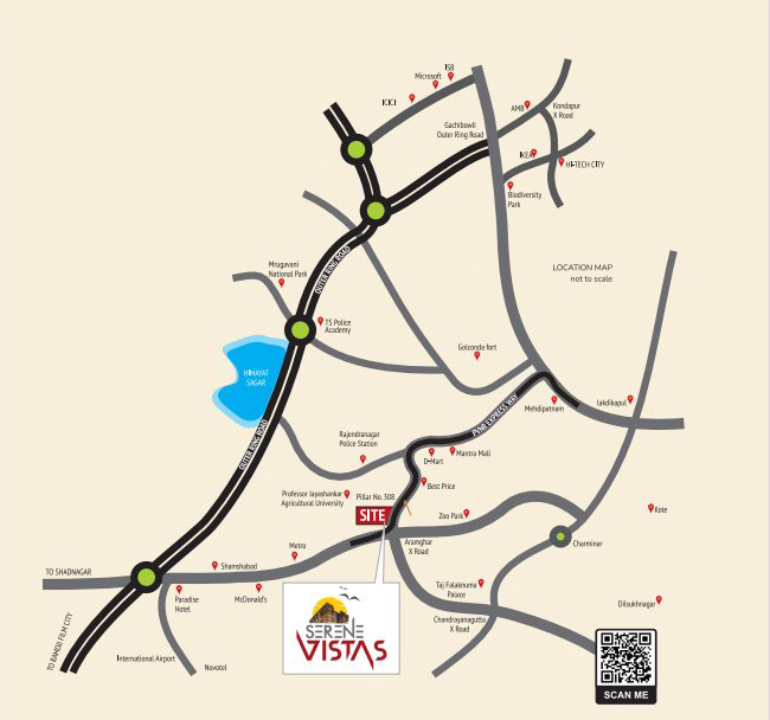 ISB
Microsoft
ICICI
AMB
Kondapur
X Road
Gachibowli
Outer Ring Road
IKEA
HI-TECH CITY
Biodiversity
Park
LOCATION MAP
not to scale
Mrugavani
National Park
OUTER RING ROAD
TS Police
Academy
Golconda fort
HIMAYAT
SAGAR
Mehdipatnam
lakdikapul
PVNR EXPRESS WAY
OUTER RING ROAD
Rajendranagar
Police Station
D-Mart
Mantra Mall
Best Price
Professor Jayashankar
Agricultural University
Pillar No. 308
SITE
Zoo Park
Kote
Aramghar
X Road
Charminar
Metro
TO SHADNAGAR
Shamshabad
Paradise
Hotel
McDonald's
Taj Falaknuma
Palace
Dilsukhnagar
Chandrayanagutta
X Road
SERENE
VISTAS
TO RAMOJI FILM CITY
International Airport
Novotel
SCAN ME